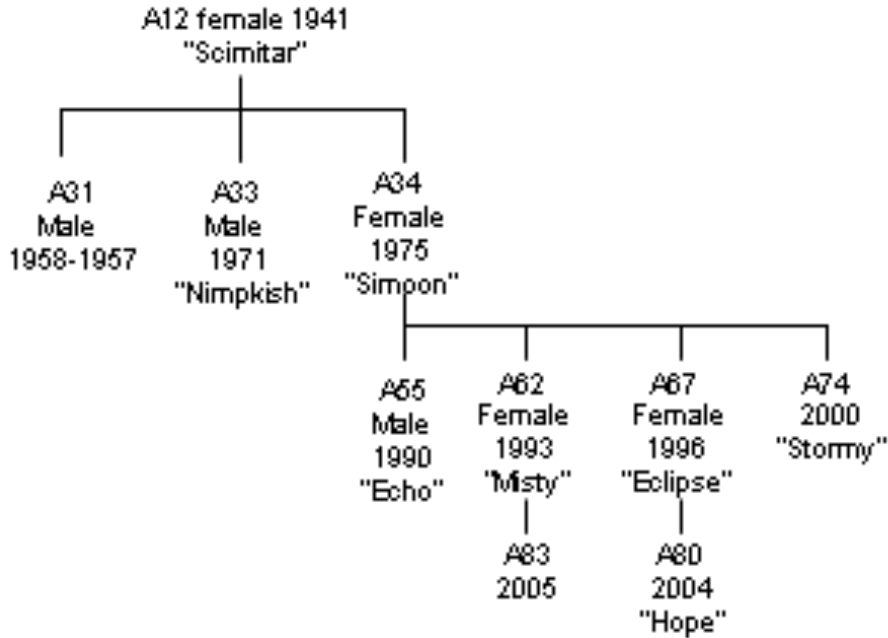 A12 female 1941
"Scimitar"
A31
Male
1958-1957
A33
Male
1971
"Nimpkish"
A34
Female
1975
"Simoon"
A55
Male
1990
"Echo"
A62
Female
1993
"Misty"
A67
Female
1996
"Eclipse"
A74
2000
"Stormy"
A83
2005
A80
2004
"Hope"